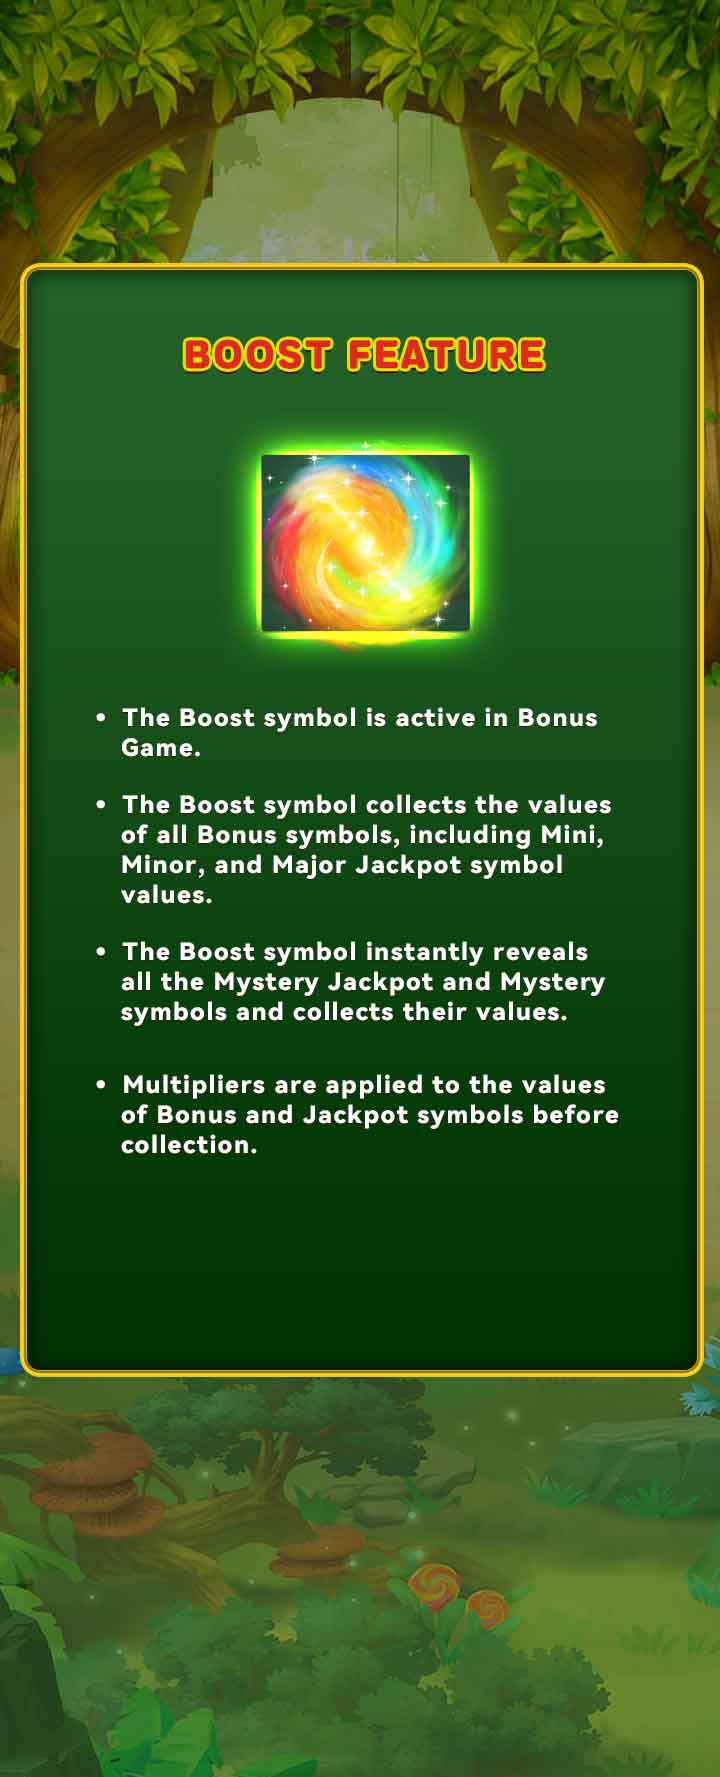 BOOST FEATURE
• The Boost symbol is active in Bonus
Game.
• The Boost symbol collects the values
of all Bonus symbols, including Mini,
Minor, and Major Jackpot symbol
values.
• The Boost symbol instantly reveals
all the Mystery Jackpot and Mystery
symbols and collects their values.
• Multipliers are applied to the values
of Bonus and Jackpot symbols before
collection.